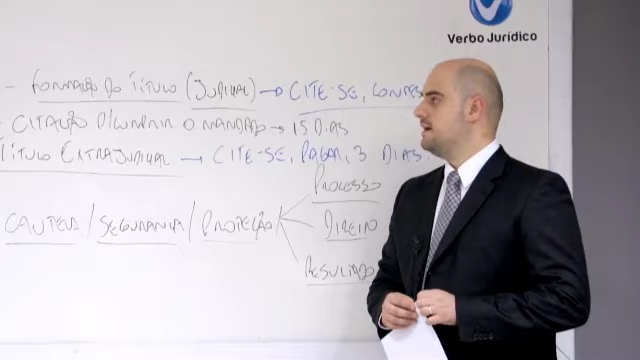 Verbo Jurídico
- FORMAÇÃO DO TÍTULO (JUDICIAL) → CITE-SE, CONTES
CITAÇÃO P/CUMPRIR O MANDADO → 15 DIAS
TÍTULO EXTRAJUDICIAL → CITE-SE, PAGAR, 3 DIAS.
PROCESSO
CAUTELA / SEGURANÇA / PROTEÇÃO
DIREITO
RESULTADO